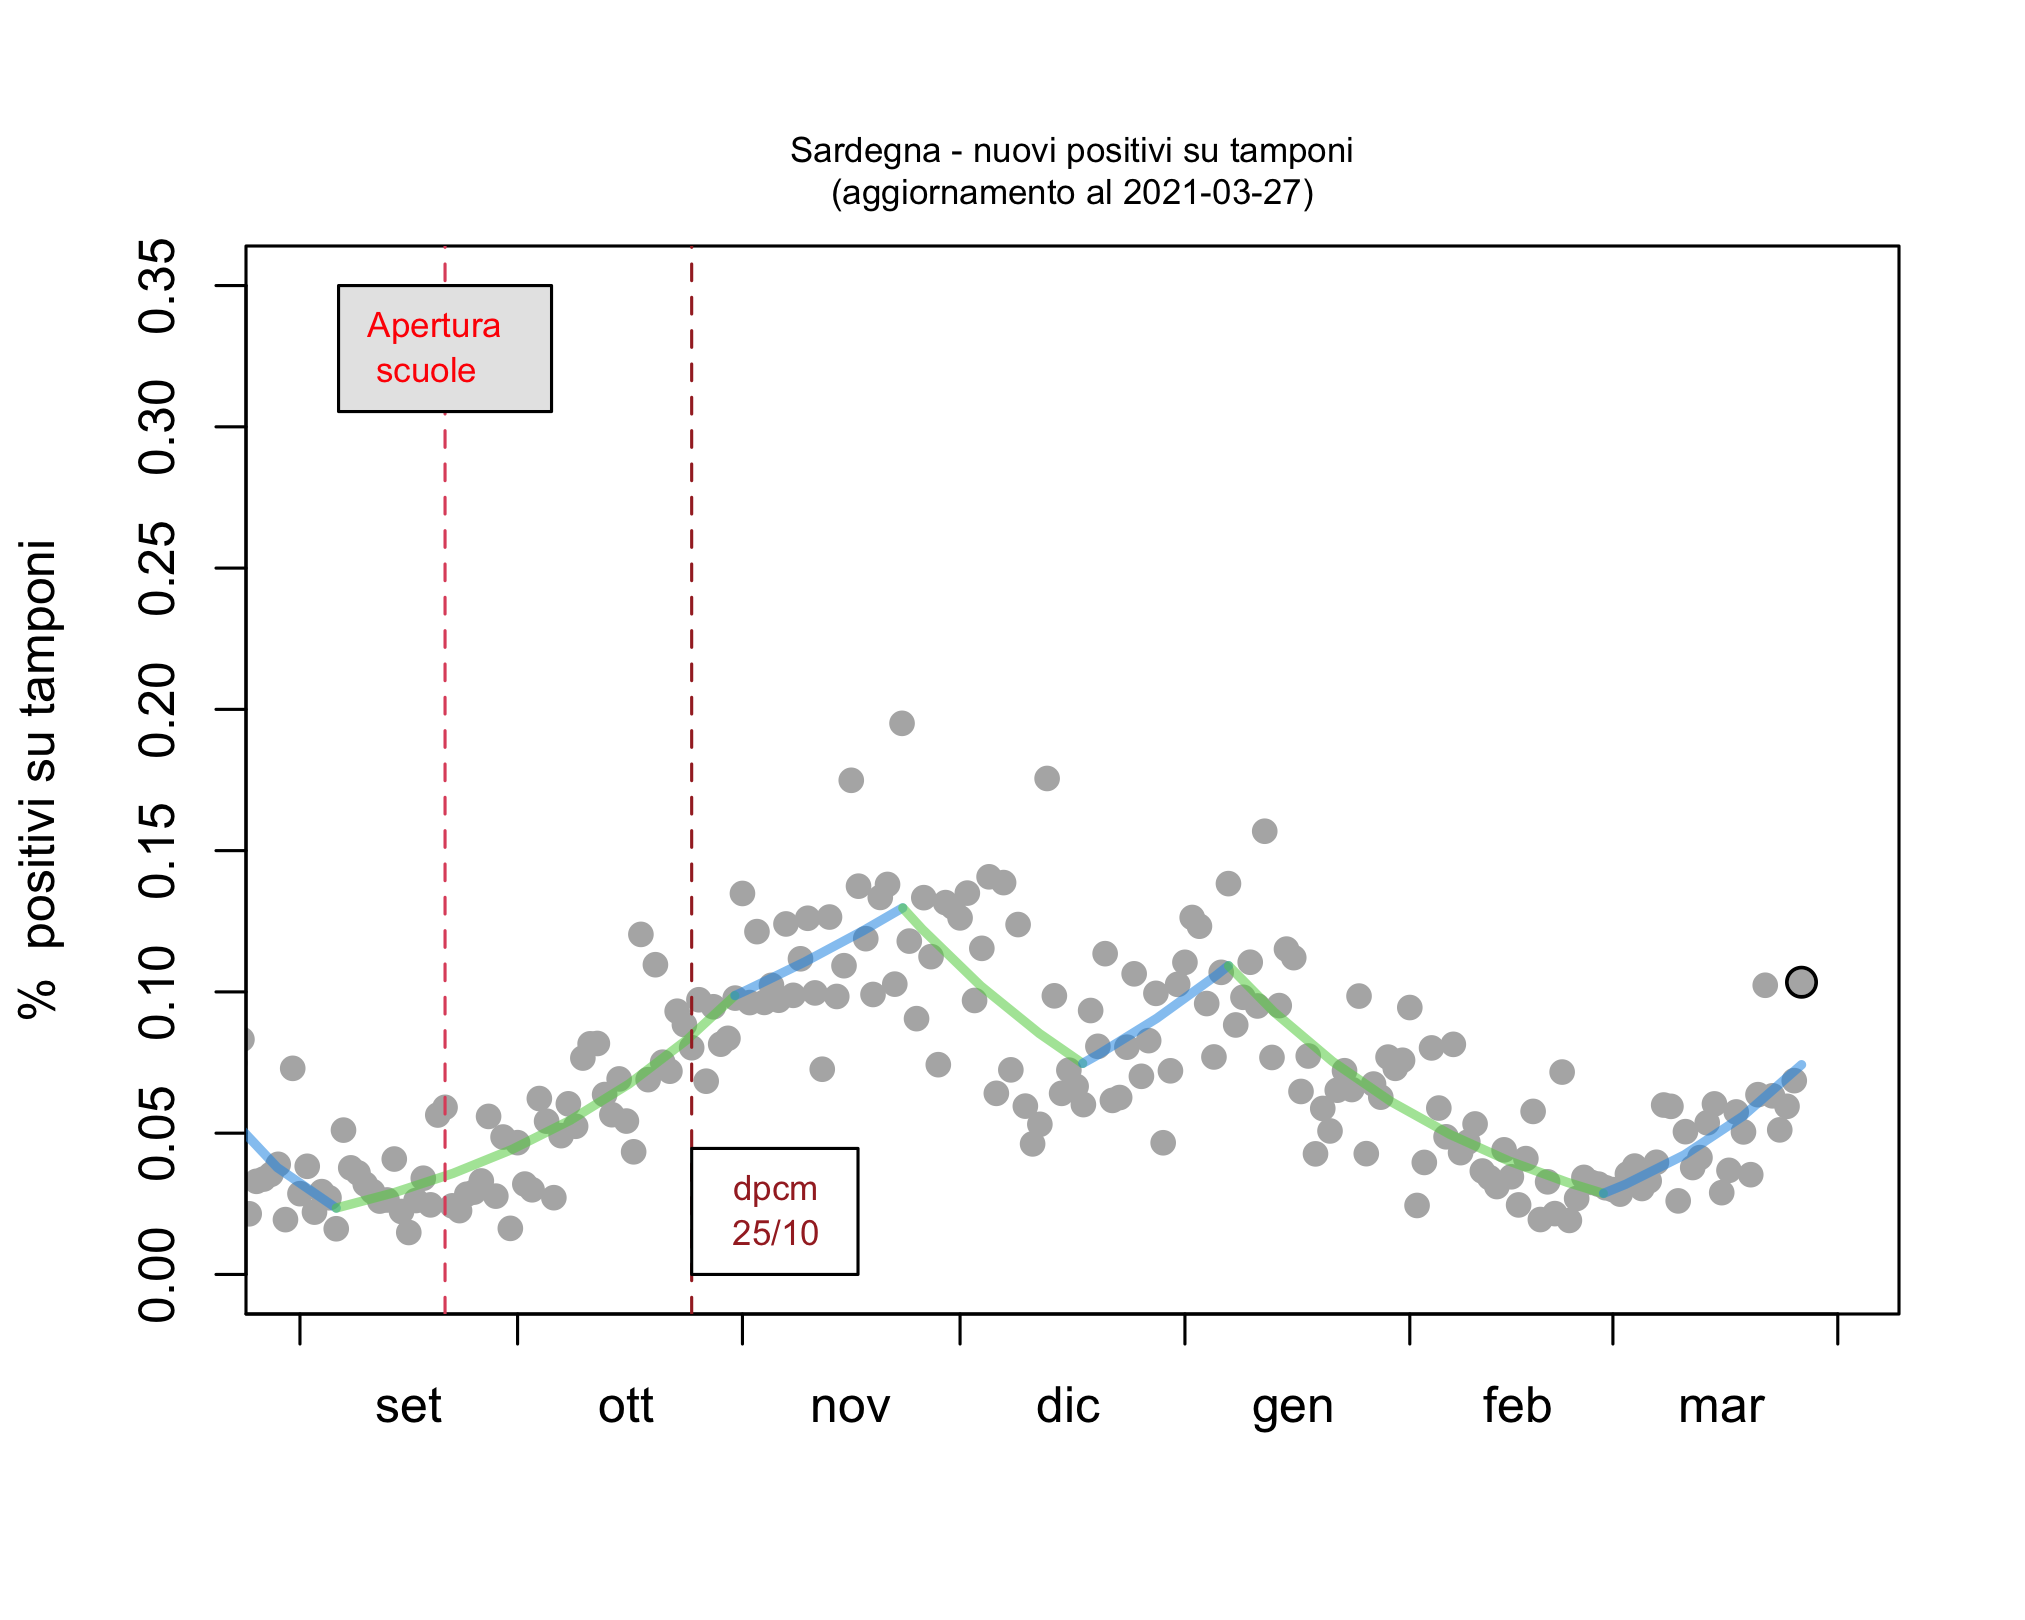 Sardegna - nuovi positivi su tamponi
(aggiornamento al 2021-03-27)
% positivi su tamponi
0.35
0.30
0.25
0.20
0.15
0.10
0.05
0.00
Apertura
scuole
dpcm
25/10
set ott nov dic gen feb mar